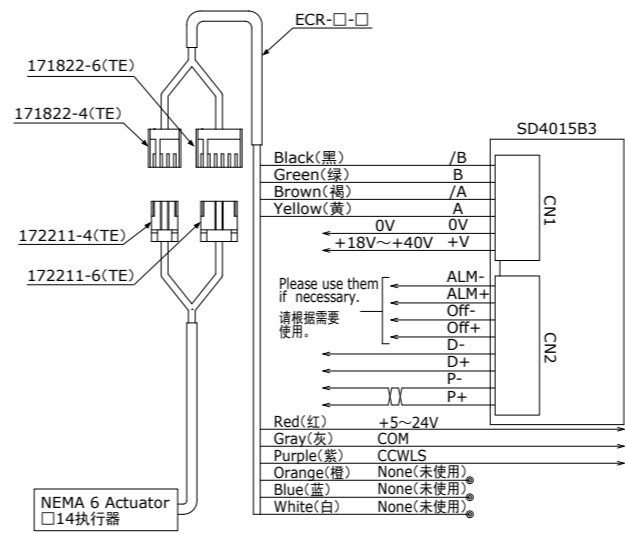 ECR-□-□
171822-6(TE)
171822-4(TE)
172211-4(TE)
172211-6(TE)
SD4015B3
Black(黑) /B
Green(绿) B
Brown(褐) /A
Yellow(黄) A
0V 0V
+18V～+40V +V
CN1
Please use them
if necessary.
请根据需要
使用。
ALM-
ALM+
Off-
Off+
D-
D+
P-
P+
CN2
Red(红) +5～24V
Gray(灰) COM
Purple(紫) CCWLS
Orange(橙) None(未使用)
Blue(蓝) None(未使用)
White(白) None(未使用)
NEMA 6 Actuator
□14执行器